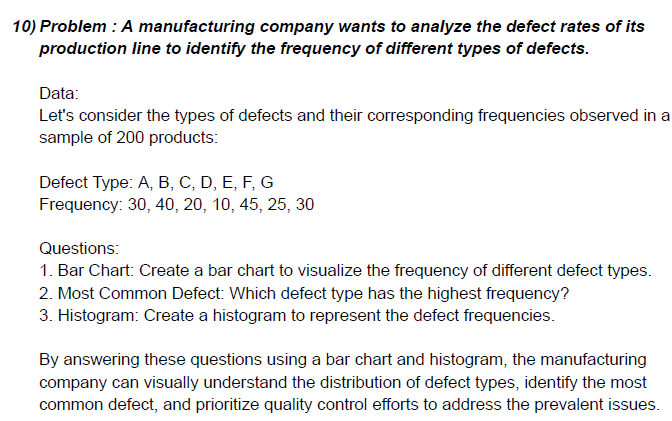 10) Problem : A manufacturing company wants to analyze the defect rates of its
production line to identify the frequency of different types of defects.
Data:
Let's consider the types of defects and their corresponding frequencies observed in a
sample of 200 products:
Defect Type: A, B, C, D, E, F, G
Frequency: 30, 40, 20, 10, 45, 25, 30
Questions:
1. Bar Chart: Create a bar chart to visualize the frequency of different defect types.
2. Most Common Defect: Which defect type has the highest frequency?
3. Histogram: Create a histogram to represent the defect frequencies.
By answering these questions using a bar chart and histogram, the manufacturing
company can visually understand the distribution of defect types, identify the most
common defect, and prioritize quality control efforts to address the prevalent issues.